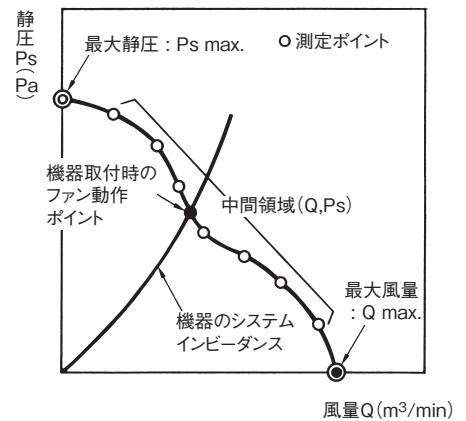 静圧Ps(Pa)
最大静圧：Ps max.
測定ポイント
機器取付時の
ファン動作
ポイント
中間領域(Q,Ps)
最大風量
：Q max.
機器のシステム
インピーダンス
風量Q(m³/min)